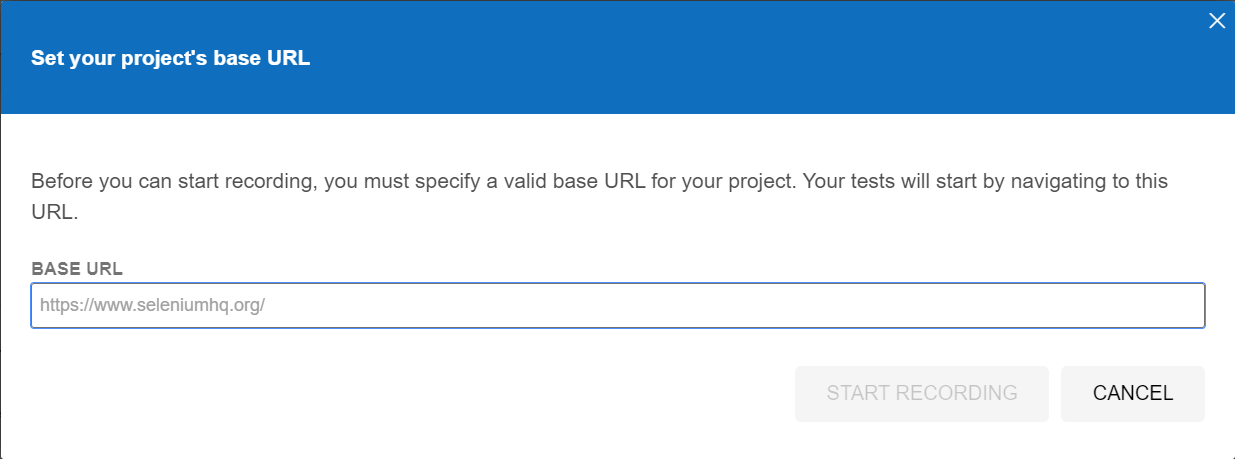 Set your project's base URL
Before you can start recording, you must specify a valid base URL for your project. Your tests will start by navigating to this
URL.
BASE URL
https://www.seleniumhq.org/
START RECORDING CANCEL